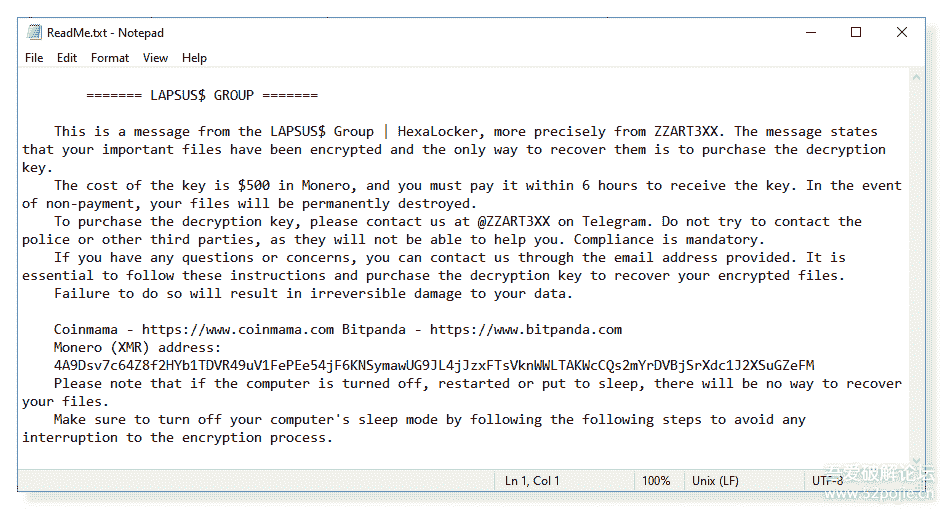 ReadMe.txt - Notepad
File Edit Format View Help
======= LAPSUS$ GROUP =======
This is a message from the LAPSUS$ Group | HexaLocker, more precisely from ZZART3XX. The message states
that your important files have been encrypted and the only way to recover them is to purchase the decryption
key.
The cost of the key is $500 in Monero, and you must pay it within 6 hours to receive the key. In the event
of non-payment, your files will be permanently destroyed.
To purchase the decryption key, please contact us at @ZZART3XX on Telegram. Do not try to contact the
police or other third parties, as they will not be able to help you. Compliance is mandatory.
If you have any questions or concerns, you can contact us through the email address provided. It is
essential to follow these instructions and purchase the decryption key to recover your encrypted files.
Failure to do so will result in irreversible damage to your data.
Coinmama - https://www.coinmama.com Bitpanda - https://www.bitpanda.com
Monero (XMR) address:
4A9Dsv7c64Z8f2HYb1TDVR49uV1FePEe54jF6KNSymawUG9JL4jJzxFTsVknWWLTAKWcCQs2mYrDVBjSrXdc1J2XSuGZeFM
Please note that if the computer is turned off, restarted or put to sleep, there will be no way to recover
your files.
Make sure to turn off your computer's sleep mode by following the following steps to avoid any
interruption to the encryption process.
Ln 1, Col 1 100% Unix (LF) UTF-8
吾爱破解论坛
www.52pojie.cn